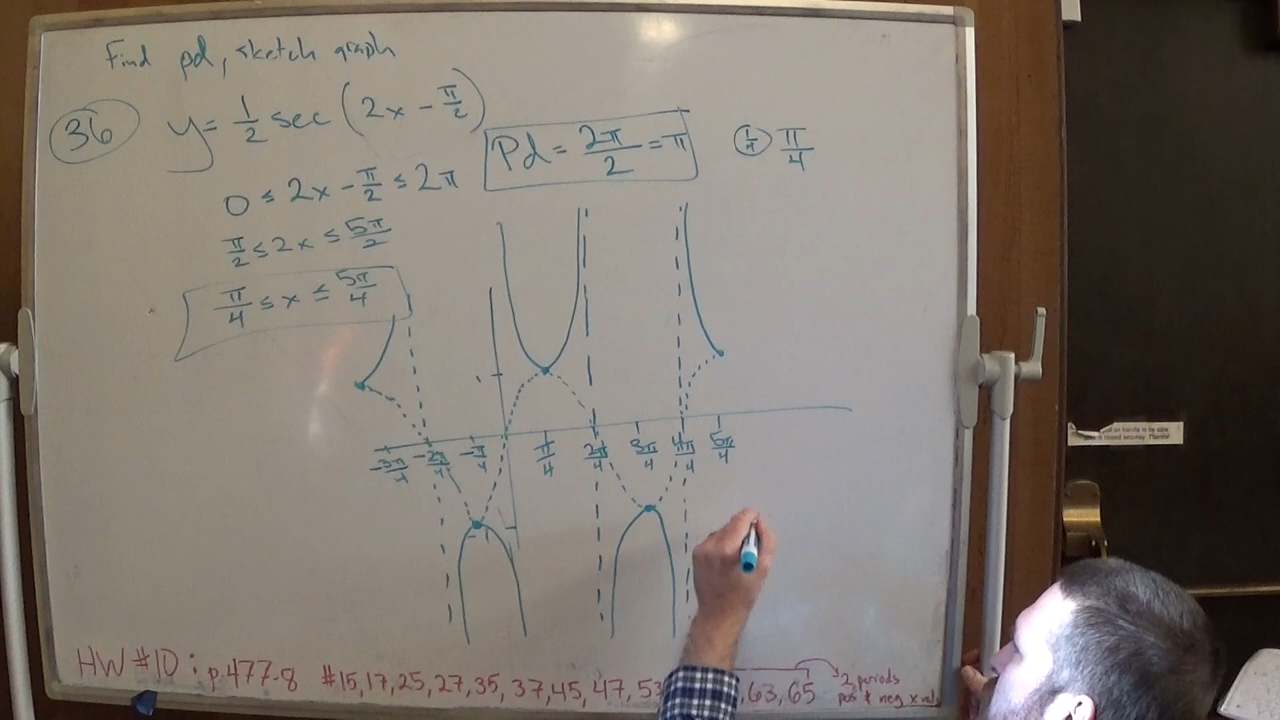 Find pd, sketch graph
36 y = 1/2 sec (2x - π/2)
Pd = 2π/2 = π
1/4 π/4
0 ≤ 2x - π/2 ≤ 2π
π/2 ≤ 2x ≤ 5π/2
π/4 ≤ x ≤ 5π/4
-3π/4 -2π/4 -π/4 π/4 2π/4 3π/4 4π/4 5π/4
HW #10: p.477-8 #15,17,25,27,35,37,45,47,53 ,63,65
2 periods
pos & neg x vals